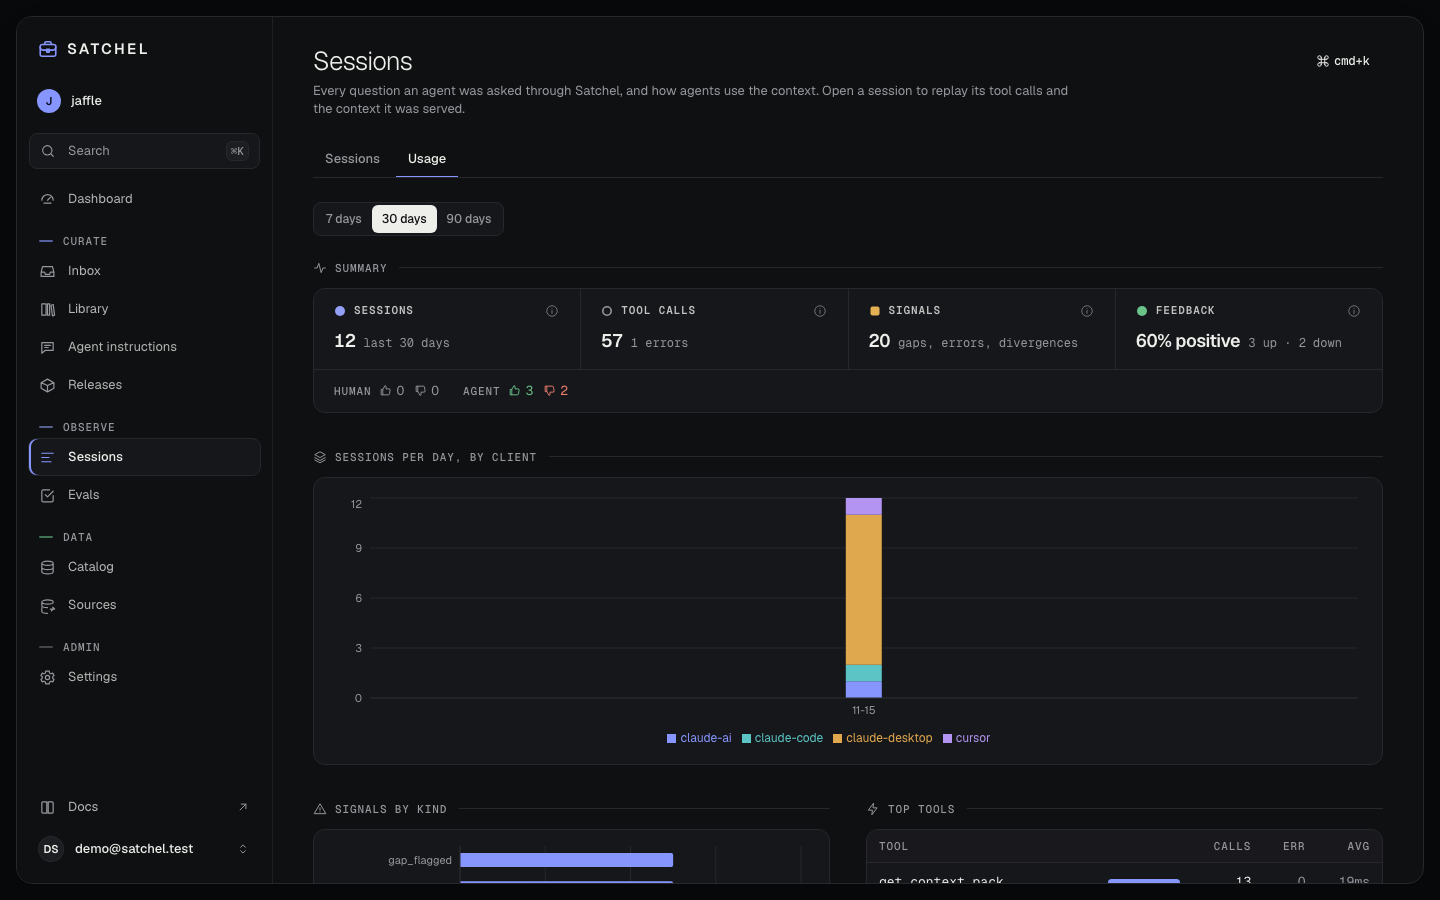 SATCHEL
J jaffle
Search ⌘K
Dashboard
CURATE
Inbox
Library
Agent instructions
Releases
OBSERVE
Sessions
Evals
DATA
Catalog
Sources
ADMIN
Settings
Docs
DS demo@satchel.test
Sessions
⌘ cmd+k
Every question an agent was asked through Satchel, and how agents use the context. Open a session to replay its tool calls and
the context it was served.
Sessions Usage
7 days 30 days 90 days
SUMMARY
SESSIONS
12 last 30 days
TOOL CALLS
57 1 errors
SIGNALS
20 gaps, errors, divergences
FEEDBACK
60% positive 3 up · 2 down
HUMAN 0 0 AGENT 3 2
SESSIONS PER DAY, BY CLIENT
12
9
6
3
0
11-15
claude-ai claude-code claude-desktop cursor
SIGNALS BY KIND
gap_flagged
TOP TOOLS
TOOL CALLS ERR AVG
get_context_pack 13 0 19ms